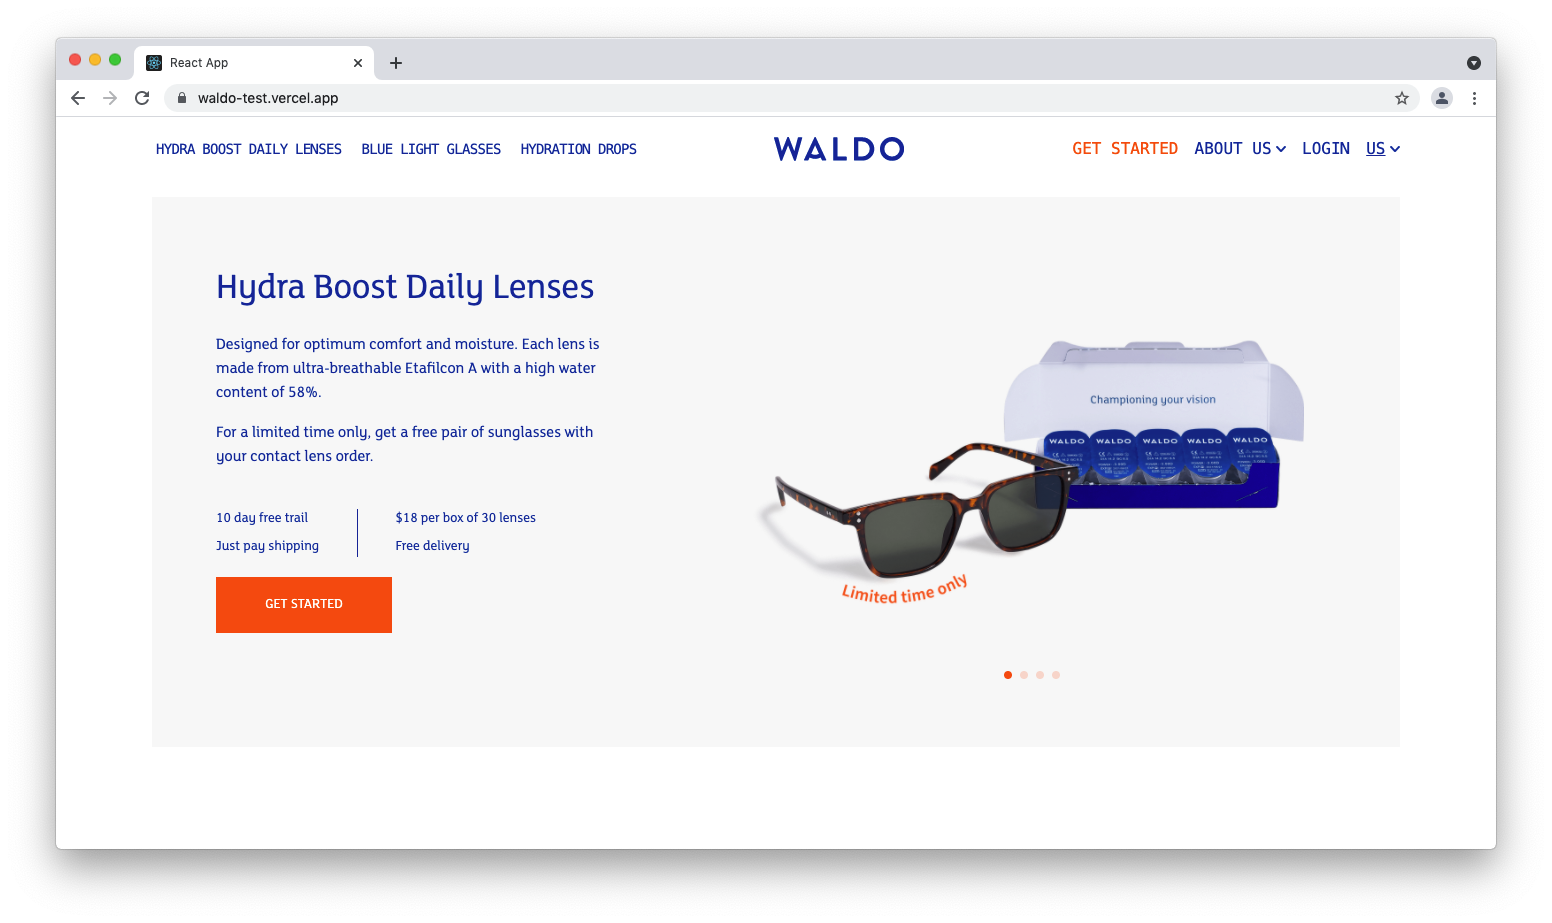 React App
waldo-test.vercel.app
HYDRA BOOST DAILY LENSES
BLUE LIGHT GLASSES
HYDRATION DROPS
WALDO
GET STARTED
ABOUT US
LOGIN
US
Hydra Boost Daily Lenses
Designed for optimum comfort and moisture. Each lens is
made from ultra-breathable Etafilcon A with a high water
content of 58%.
For a limited time only, get a free pair of sunglasses with
your contact lens order.
10 day free trail
Just pay shipping
$18 per box of 30 lenses
Free delivery
GET STARTED
Championing your vision
WALDO WALDO WALDO WALDO WALDO
Limited time only